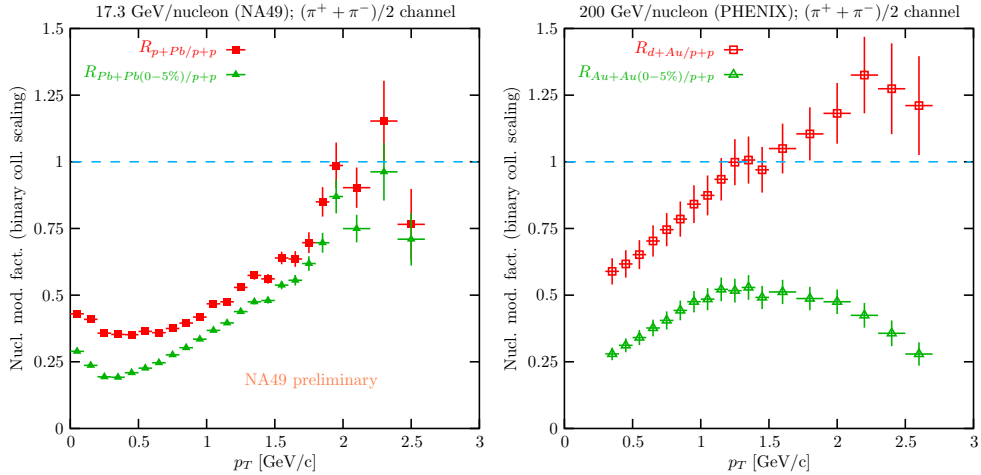 17.3 GeV/nucleon (NA49); (π⁺ + π⁻)/2 channel
Nucl. mod. fact. (binary coll. scaling)
1.5
1.25
1
0.75
0.5
0.25
0
R_{p+Pb/p+p}
R_{Pb+Pb(0−5%)/p+p}
NA49 preliminary
0 0.5 1 1.5 2 2.5 3
p_T [GeV/c]
200 GeV/nucleon (PHENIX); (π⁺ + π⁻)/2 channel
Nucl. mod. fact. (binary coll. scaling)
1.5
1.25
1
0.75
0.5
0.25
0
R_{d+Au/p+p}
R_{Au+Au(0−5%)/p+p}
0 0.5 1 1.5 2 2.5 3
p_T [GeV/c]